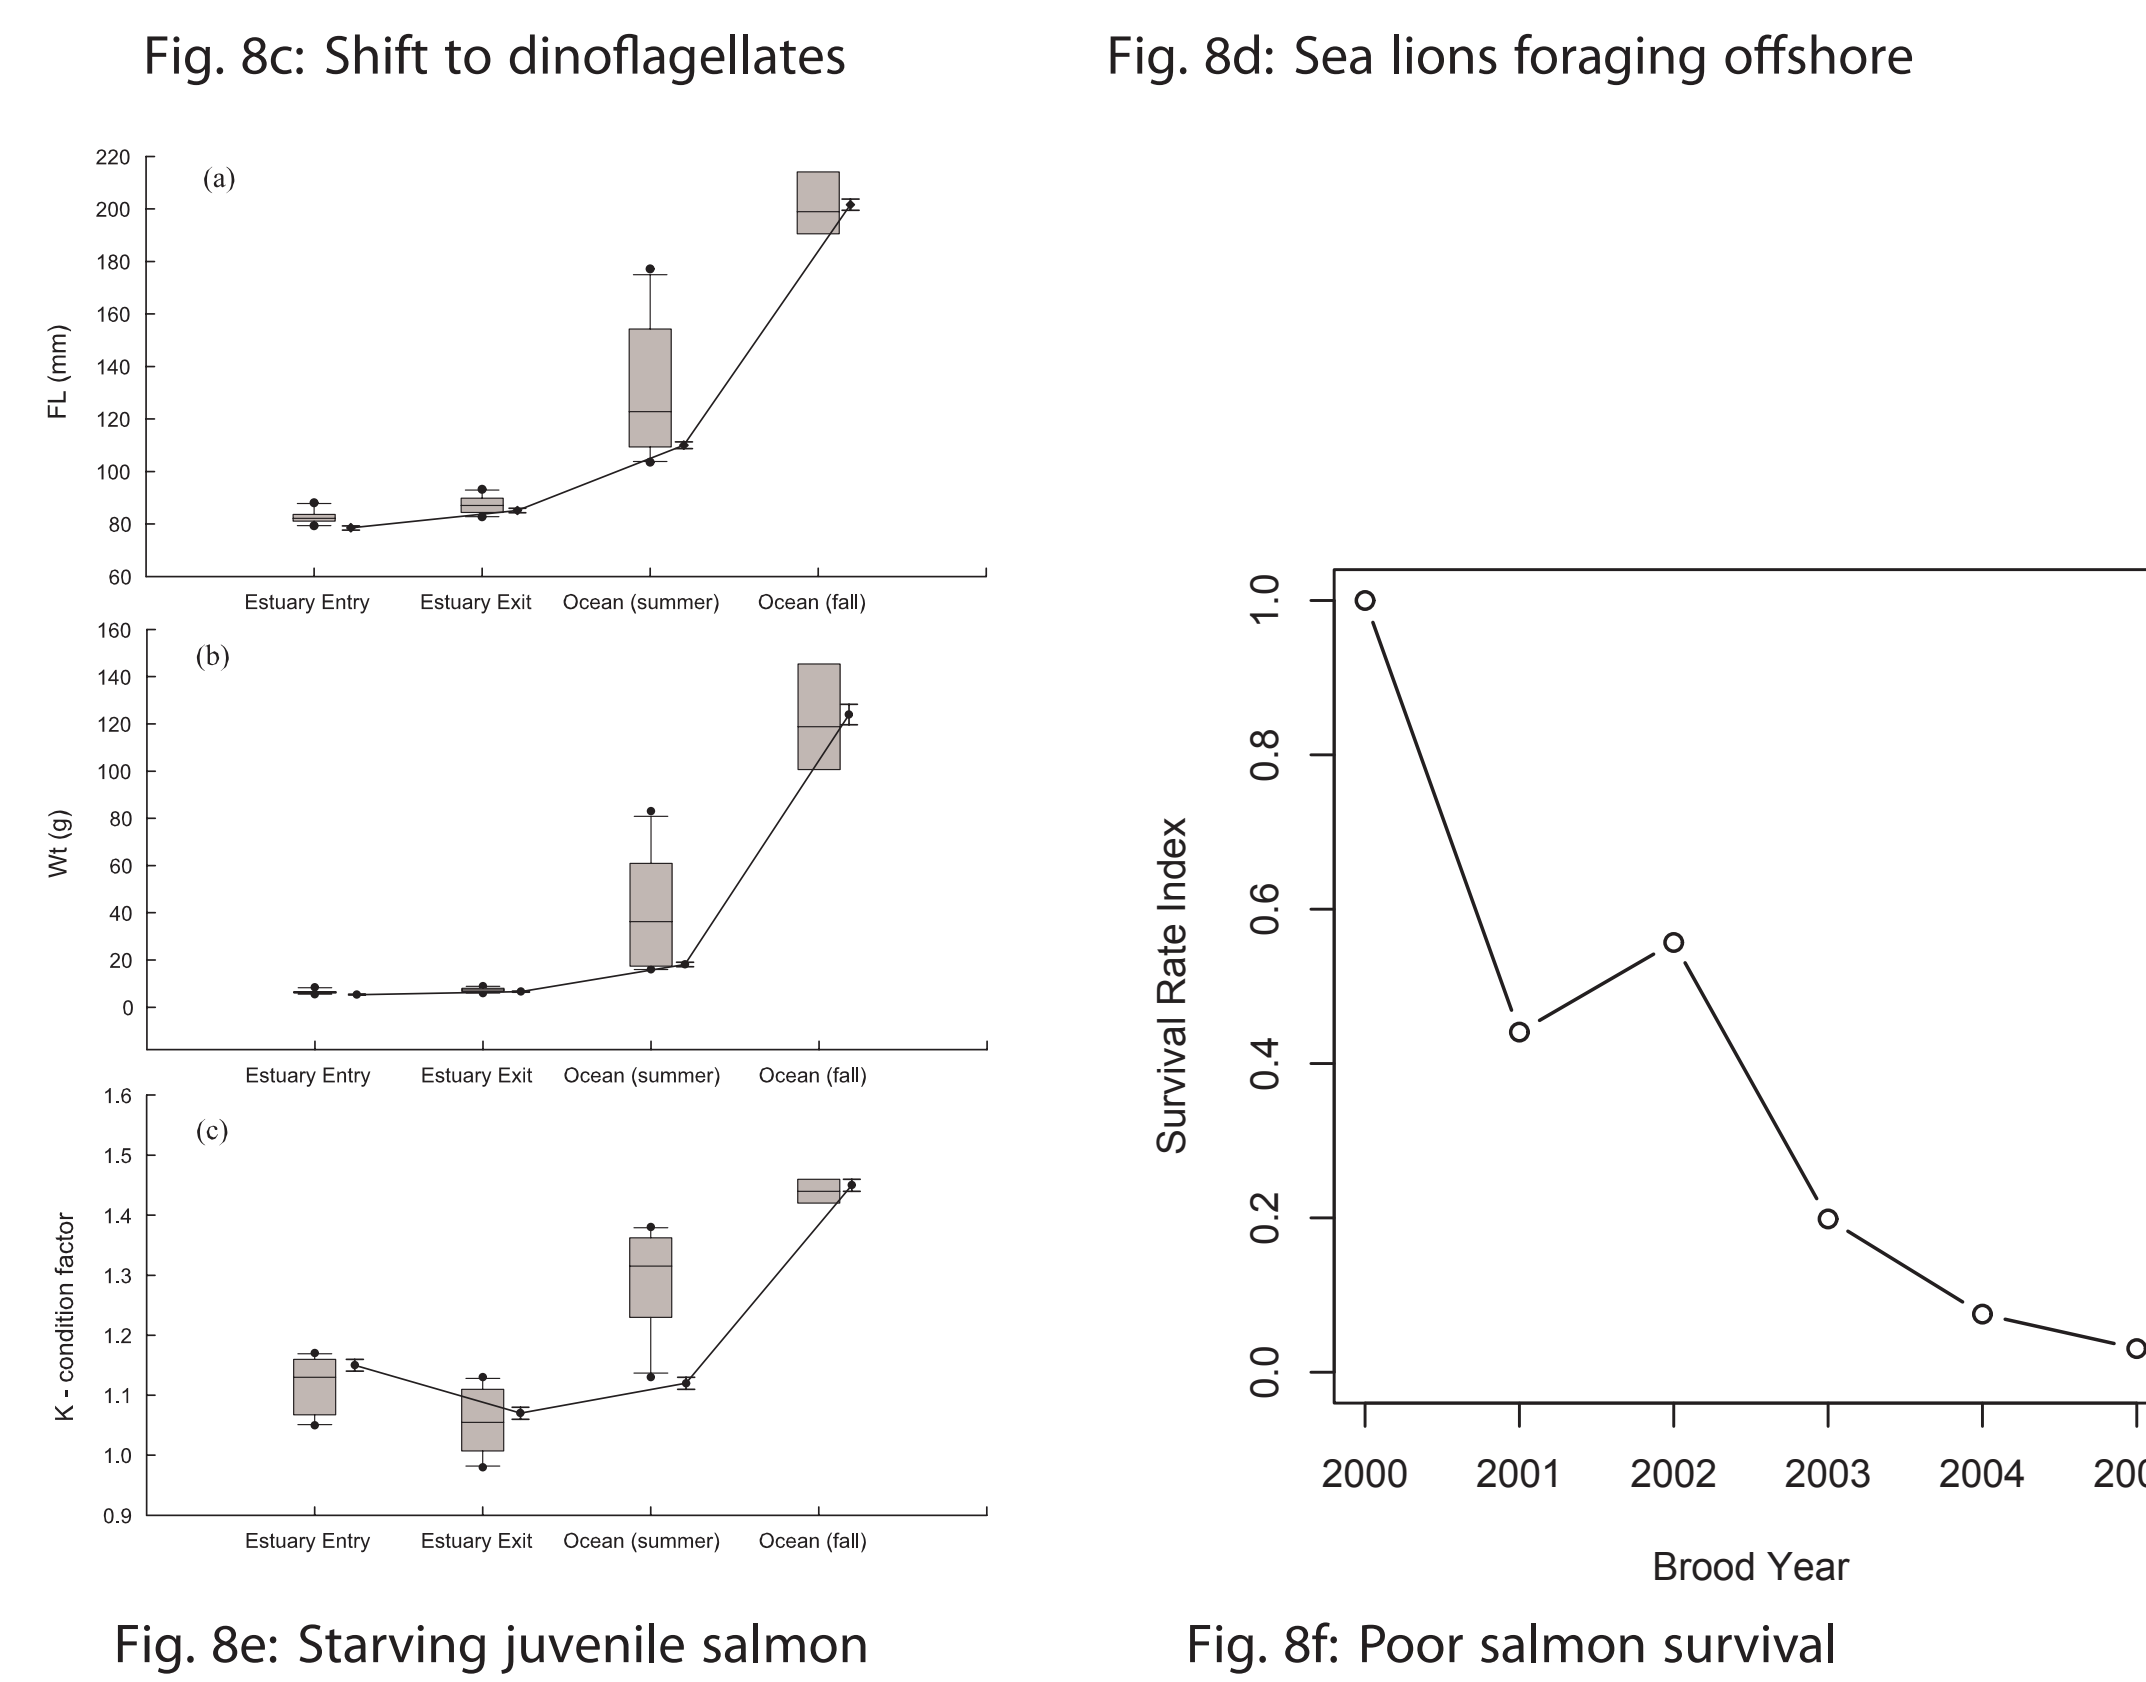 Fig. 8c: Shift to dinoflagellates
Fig. 8d: Sea lions foraging offshore
(a)
FL (mm)
220
200
180
160
140
120
100
80
60
Estuary Entry Estuary Exit Ocean (summer) Ocean (fall)
(b)
Wt (g)
160
140
120
100
80
60
40
20
0
Estuary Entry Estuary Exit Ocean (summer) Ocean (fall)
(c)
K - condition factor
1.6
1.5
1.4
1.3
1.2
1.1
1.0
0.9
Estuary Entry Estuary Exit Ocean (summer) Ocean (fall)
Fig. 8e: Starving juvenile salmon
Survival Rate Index
1.0
0.8
0.6
0.4
0.2
0.0
2000 2001 2002 2003 2004
Brood Year
Fig. 8f: Poor salmon survival